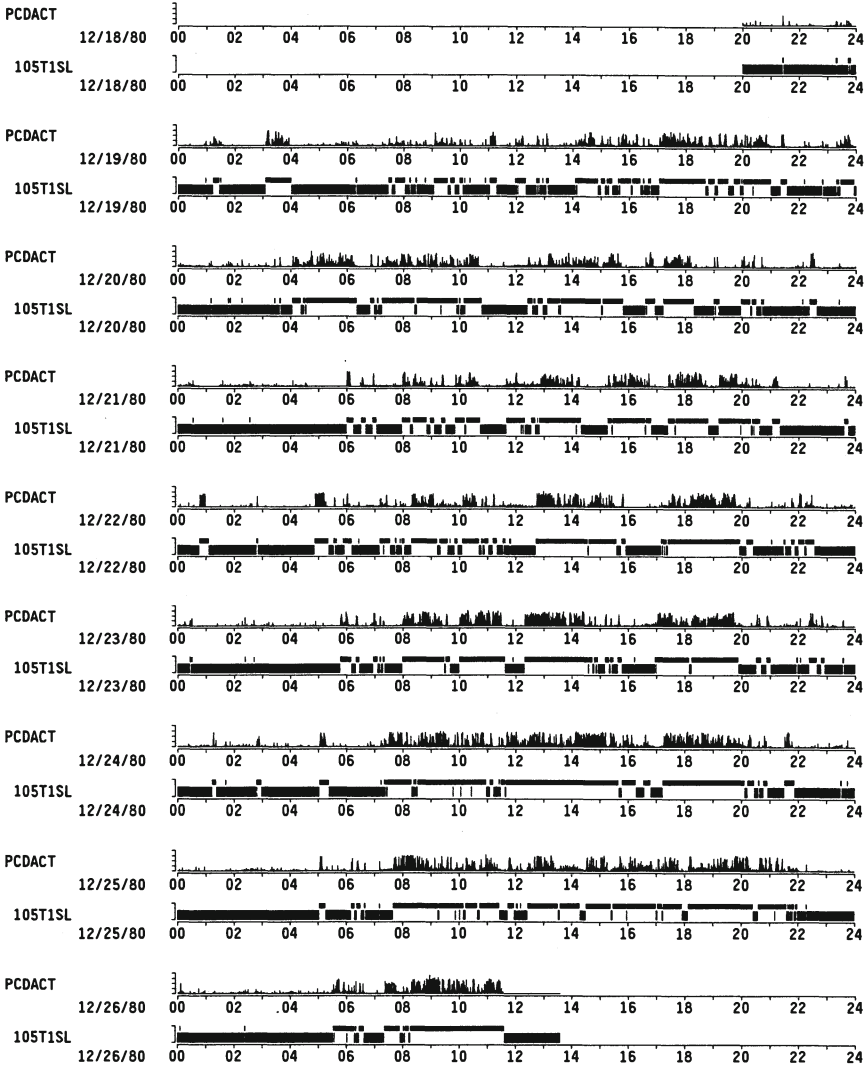 PCDACT
12/18/80 00 02 04 06 08 10 12 14 16 18 20 22 24
105T1SL
12/18/80 00 02 04 06 08 10 12 14 16 18 20 22 24
PCDACT
12/19/80 00 02 04 06 08 10 12 14 16 18 20 22 24
105T1SL
12/19/80 00 02 04 06 08 10 12 14 16 18 20 22 24
PCDACT
12/20/80 00 02 04 06 08 10 12 14 16 18 20 22 24
105T1SL
12/20/80 00 02 04 06 08 10 12 14 16 18 20 22 24
PCDACT
12/21/80 00 02 04 06 08 10 12 14 16 18 20 22 24
105T1SL
12/21/80 00 02 04 06 08 10 12 14 16 18 20 22 24
PCDACT
12/22/80 00 02 04 06 08 10 12 14 16 18 20 22 24
105T1SL
12/22/80 00 02 04 06 08 10 12 14 16 18 20 22 24
PCDACT
12/23/80 00 02 04 06 08 10 12 14 16 18 20 22 24
105T1SL
12/23/80 00 02 04 06 08 10 12 14 16 18 20 22 24
PCDACT
12/24/80 00 02 04 06 08 10 12 14 16 18 20 22 24
105T1SL
12/24/80 00 02 04 06 08 10 12 14 16 18 20 22 24
PCDACT
12/25/80 00 02 04 06 08 10 12 14 16 18 20 22 24
105T1SL
12/25/80 00 02 04 06 08 10 12 14 16 18 20 22 24
PCDACT
12/26/80 00 02 04 06 08 10 12 14 16 18 20 22 24
105T1SL
12/26/80 00 02 04 06 08 10 12 14 16 18 20 22 24